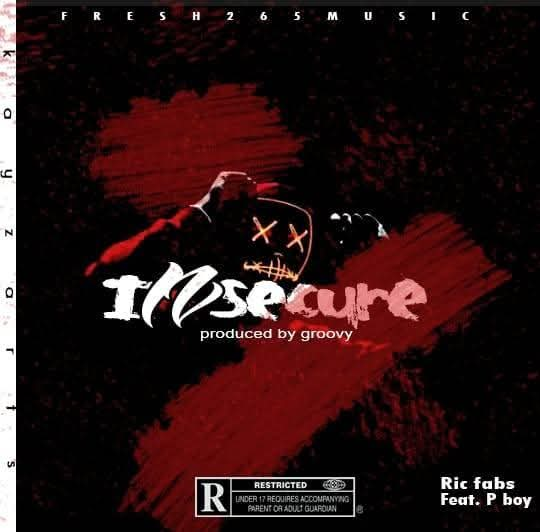 FRESH265MUSIC
kayzarts
INsecure
produced by groovy
R
RESTRICTED
UNDER 17 REQUIRES ACCOMPANYING
PARENT OR ADULT GUARDIAN
®
Ric fabs
Feat. P boy